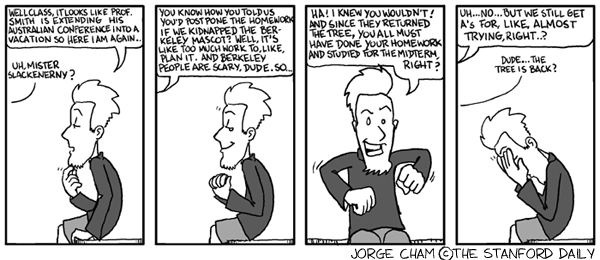 WELL CLASS, IT LOOKS LIKE PROF.
SMITH IS EXTENDING HIS
AUSTRALIAN CONFERENCE INTO A
VACATION SO HERE I AM AGAIN..
UH, MISTER
SLACKENERNY?
YOU KNOW HOW YOU TOLD US
YOU'D POSTPONE THE HOMEWORK
IF WE KIDNAPPED THE BER-
KELEY MASCOT? WELL, IT'S
LIKE TOO MUCH WORK TO, LIKE,
PLAN IT. AND BERKELEY
PEOPLE ARE SCARY, DUDE. SO...
HA! I KNEW YOU WOULDN'T!
AND SINCE THEY RETURNED
THE TREE, YOU ALL MUST
HAVE DONE YOUR HOMEWORK
AND STUDIED FOR THE MIDTERM,
RIGHT?
UH...NO...BUT WE STILL GET
A'S FOR, LIKE, ALMOST
TRYING, RIGHT..?
DUDE...THE
TREE IS BACK?
JORGE CHAM ©THE STANFORD DAILY